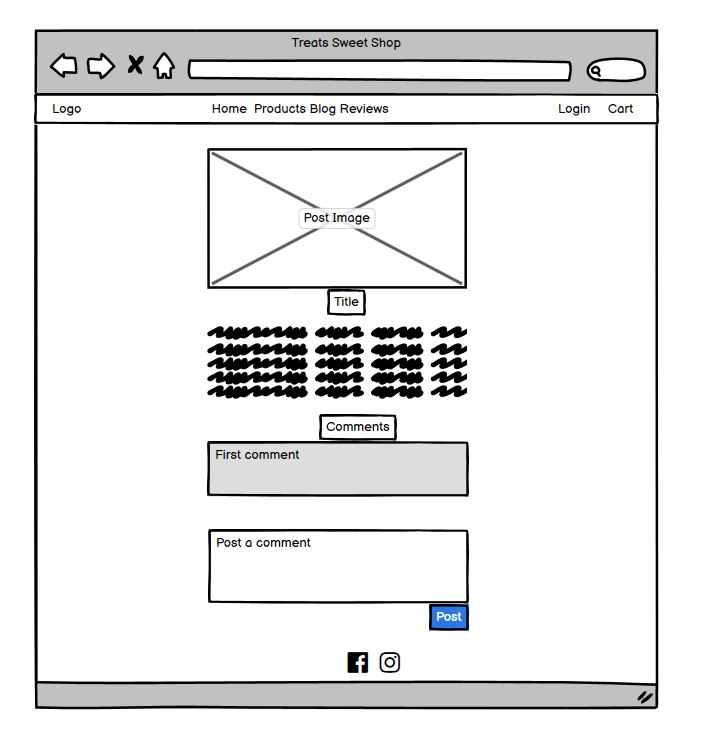 Treats Sweet Shop
Logo Home Products Blog Reviews Login Cart
Post Image
Title
Comments
First comment
Post a comment
Post